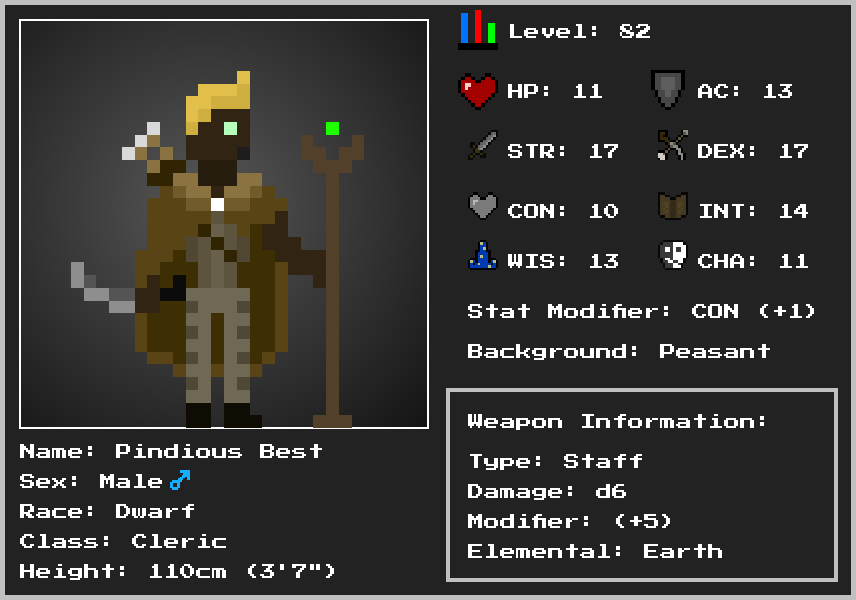 Level: 82
HP: 11
AC: 13
STR: 17
DEX: 17
CON: 10
INT: 14
WIS: 13
CHA: 11
Stat Modifier: CON (+1)
Background: Peasant
Weapon Information:
Type: Staff
Damage: d6
Modifier: (+5)
Elemental: Earth
Name: Pindious Best
Sex: Male♂
Race: Dwarf
Class: Cleric
Height: 110cm (3'7")